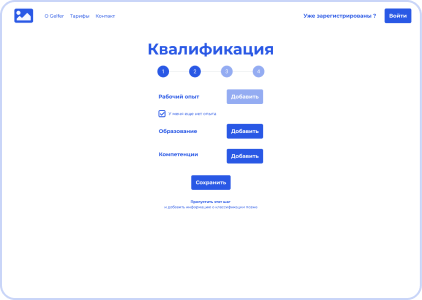 О Gelfer Тарифы Контакт
Уже зарегистрированы ? Войти
Квалификация
1 2 3 4
Рабочий опыт Добавить
У меня еще нет опыта
Образование Добавить
Компетенции Добавить
Сохранить
Пропустить этот шаг
и добавить информацию о квалификации позже